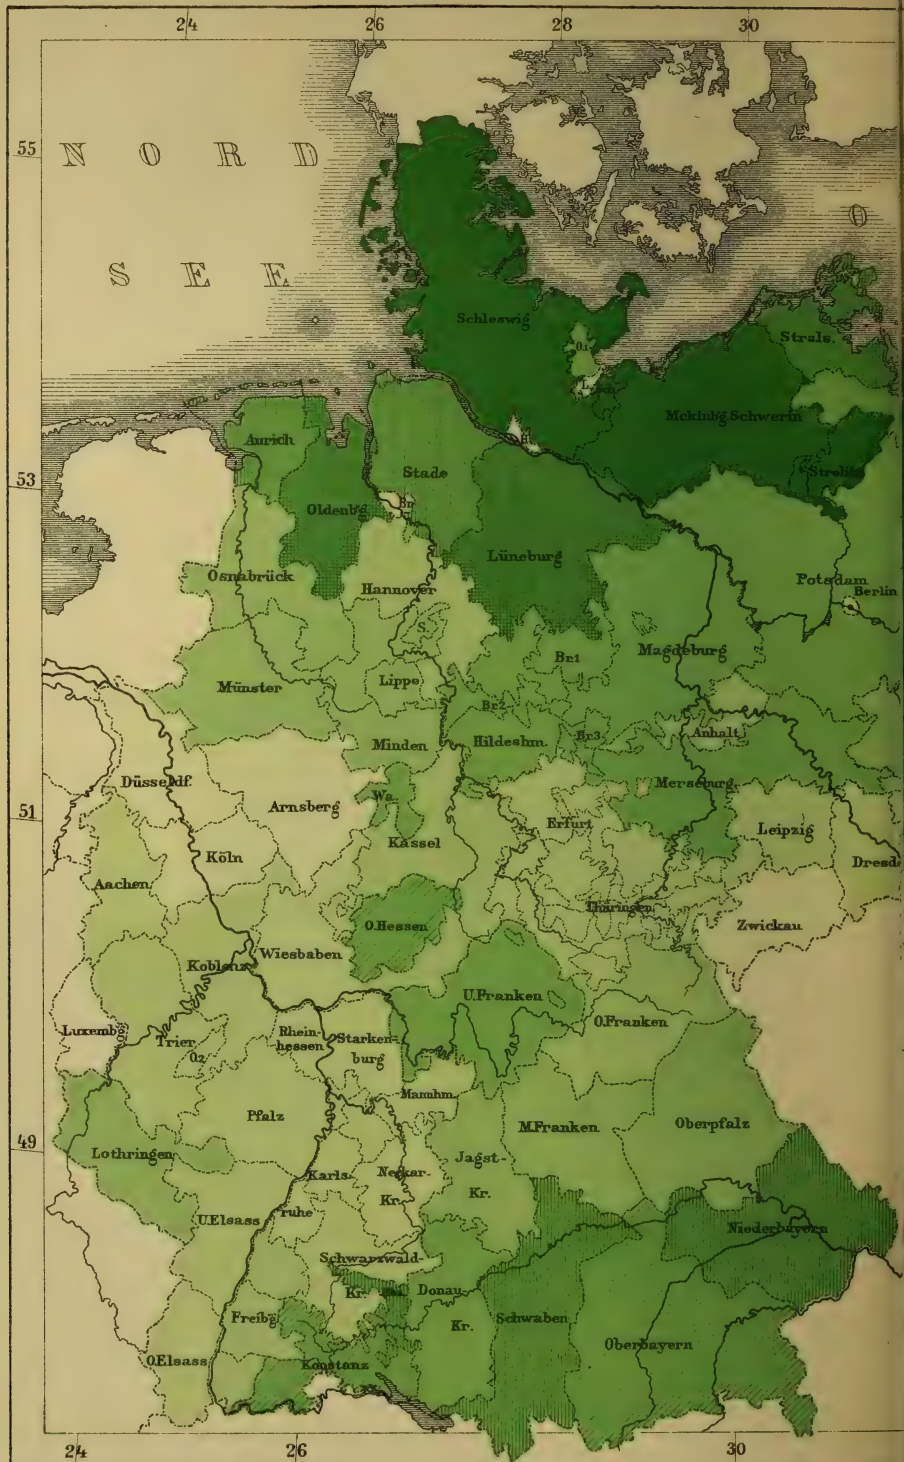 24 26 28 30
55
N O R D
S E E
O
Schleswig
O.1
L.
Strals.
Mcklnbg. Schwerin
Strelitz
H.
53
Aurich
Stade
Bn
Oldenbg
Lüneburg
Osnabrück
Hannover
Potsdam
Berlin
S.
Br1
Magdeburg
Münster
Lippe
Br2
Minden
Hildeshm.
Br3
Anhalt
Düsseldf.
Wa.
Merseburg
51
Arnsberg
Erfurt
Leipzig
Köln
Kassel
Dresd
Aachen
Thüringen
O.Hessen
Zwickau
Koblenz
Wiesbaden
U.Franken
O.Franken
Luxembg
Trier
O2
Rhein-
hessen
Starken-
burg
Mannhm.
Pfalz
M.Franken
Oberpfalz
49
Lothringen
Jagst-
Kr.
Karls-
ruhe
Neckar-
Kr.
U.Elsass
Niederbayern
Schwarzwald-
Kr.
Donau
Kr.
Freibg
Schwaben
Oberbayern
O.Elsass
Konstanz
24 26 30